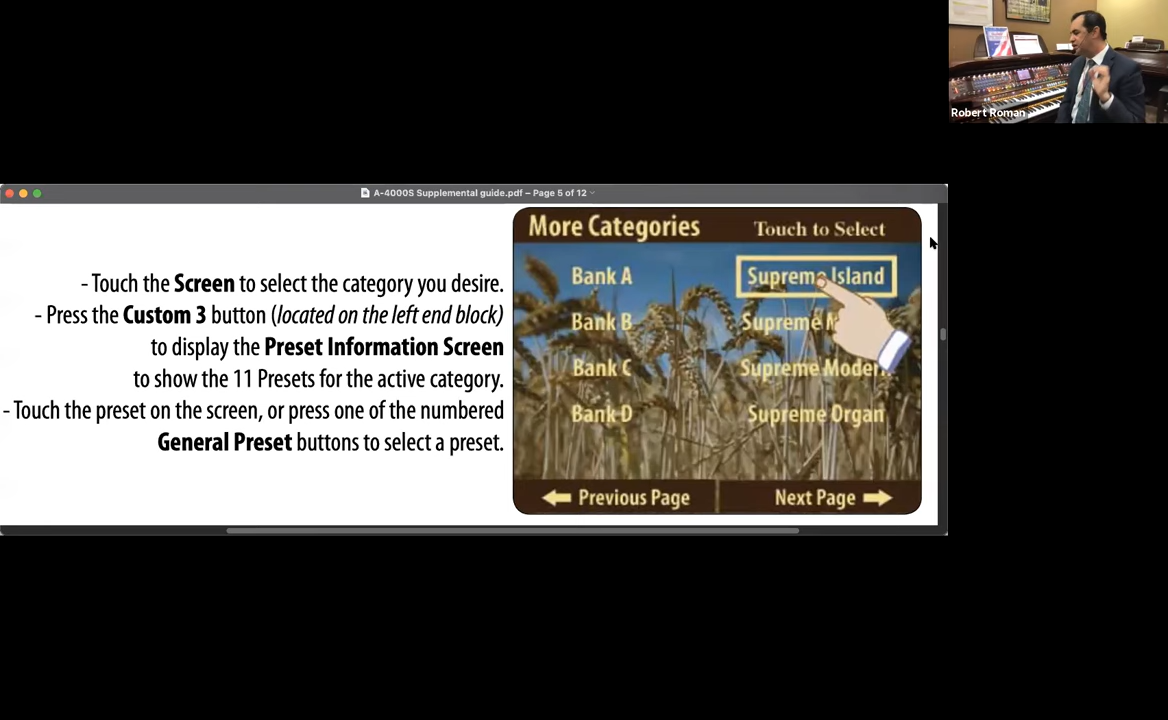 Robert Roman
A-4000S Supplemental guide.pdf – Page 5 of 12
- Touch the Screen to select the category you desire.
- Press the Custom 3 button (located on the left end block)
to display the Preset Information Screen
to show the 11 Presets for the active category.
- Touch the preset on the screen, or press one of the numbered
General Preset buttons to select a preset.
More Categories
Touch to Select
Bank A
Supreme Island
Bank B
Supreme
Bank C
Supreme Modern
Bank D
Supreme Organ
Previous Page
Next Page